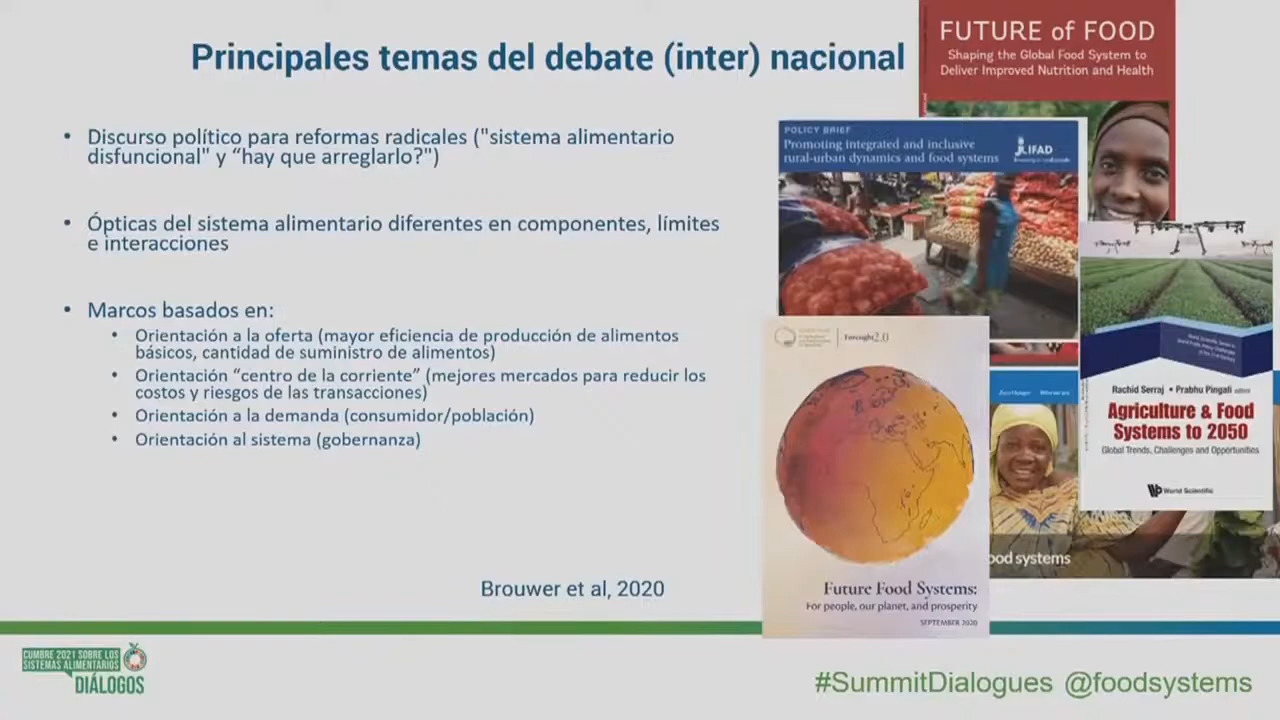 Principales temas del debate (inter) nacional
• Discurso político para reformas radicales ("sistema alimentario
disfuncional" y “hay que arreglarlo?")
• Ópticas del sistema alimentario diferentes en componentes, límites
e interacciones
• Marcos basados en:
• Orientación a la oferta (mayor eficiencia de producción de alimentos
básicos, cantidad de suministro de alimentos)
• Orientación “centro de la corriente” (mejores mercados para reducir los
costos y riesgos de las transacciones)
• Orientación a la demanda (consumidor/población)
• Orientación al sistema (gobernanza)
Brouwer et al, 2020
FUTURE of FOOD
Shaping the Global Food System to
Deliver Improved Nutrition and Health
POLICY BRIEF
Promoting integrated and inclusive
rural-urban dynamics and food systems
IFAD
Foresight 2.0
Future Food Systems:
For people, our planet, and prosperity
SEPTEMBER 2020
Rachid Serraj • Prabhu Pingali editors
Agriculture & Food
Systems to 2050
Global Trends, Challenges and Opportunities
World Scientific
ood systems
CUMBRE 2021 SOBRE LOS
SISTEMAS ALIMENTARIOS
DIÁLOGOS
#SummitDialogues @foodsystems